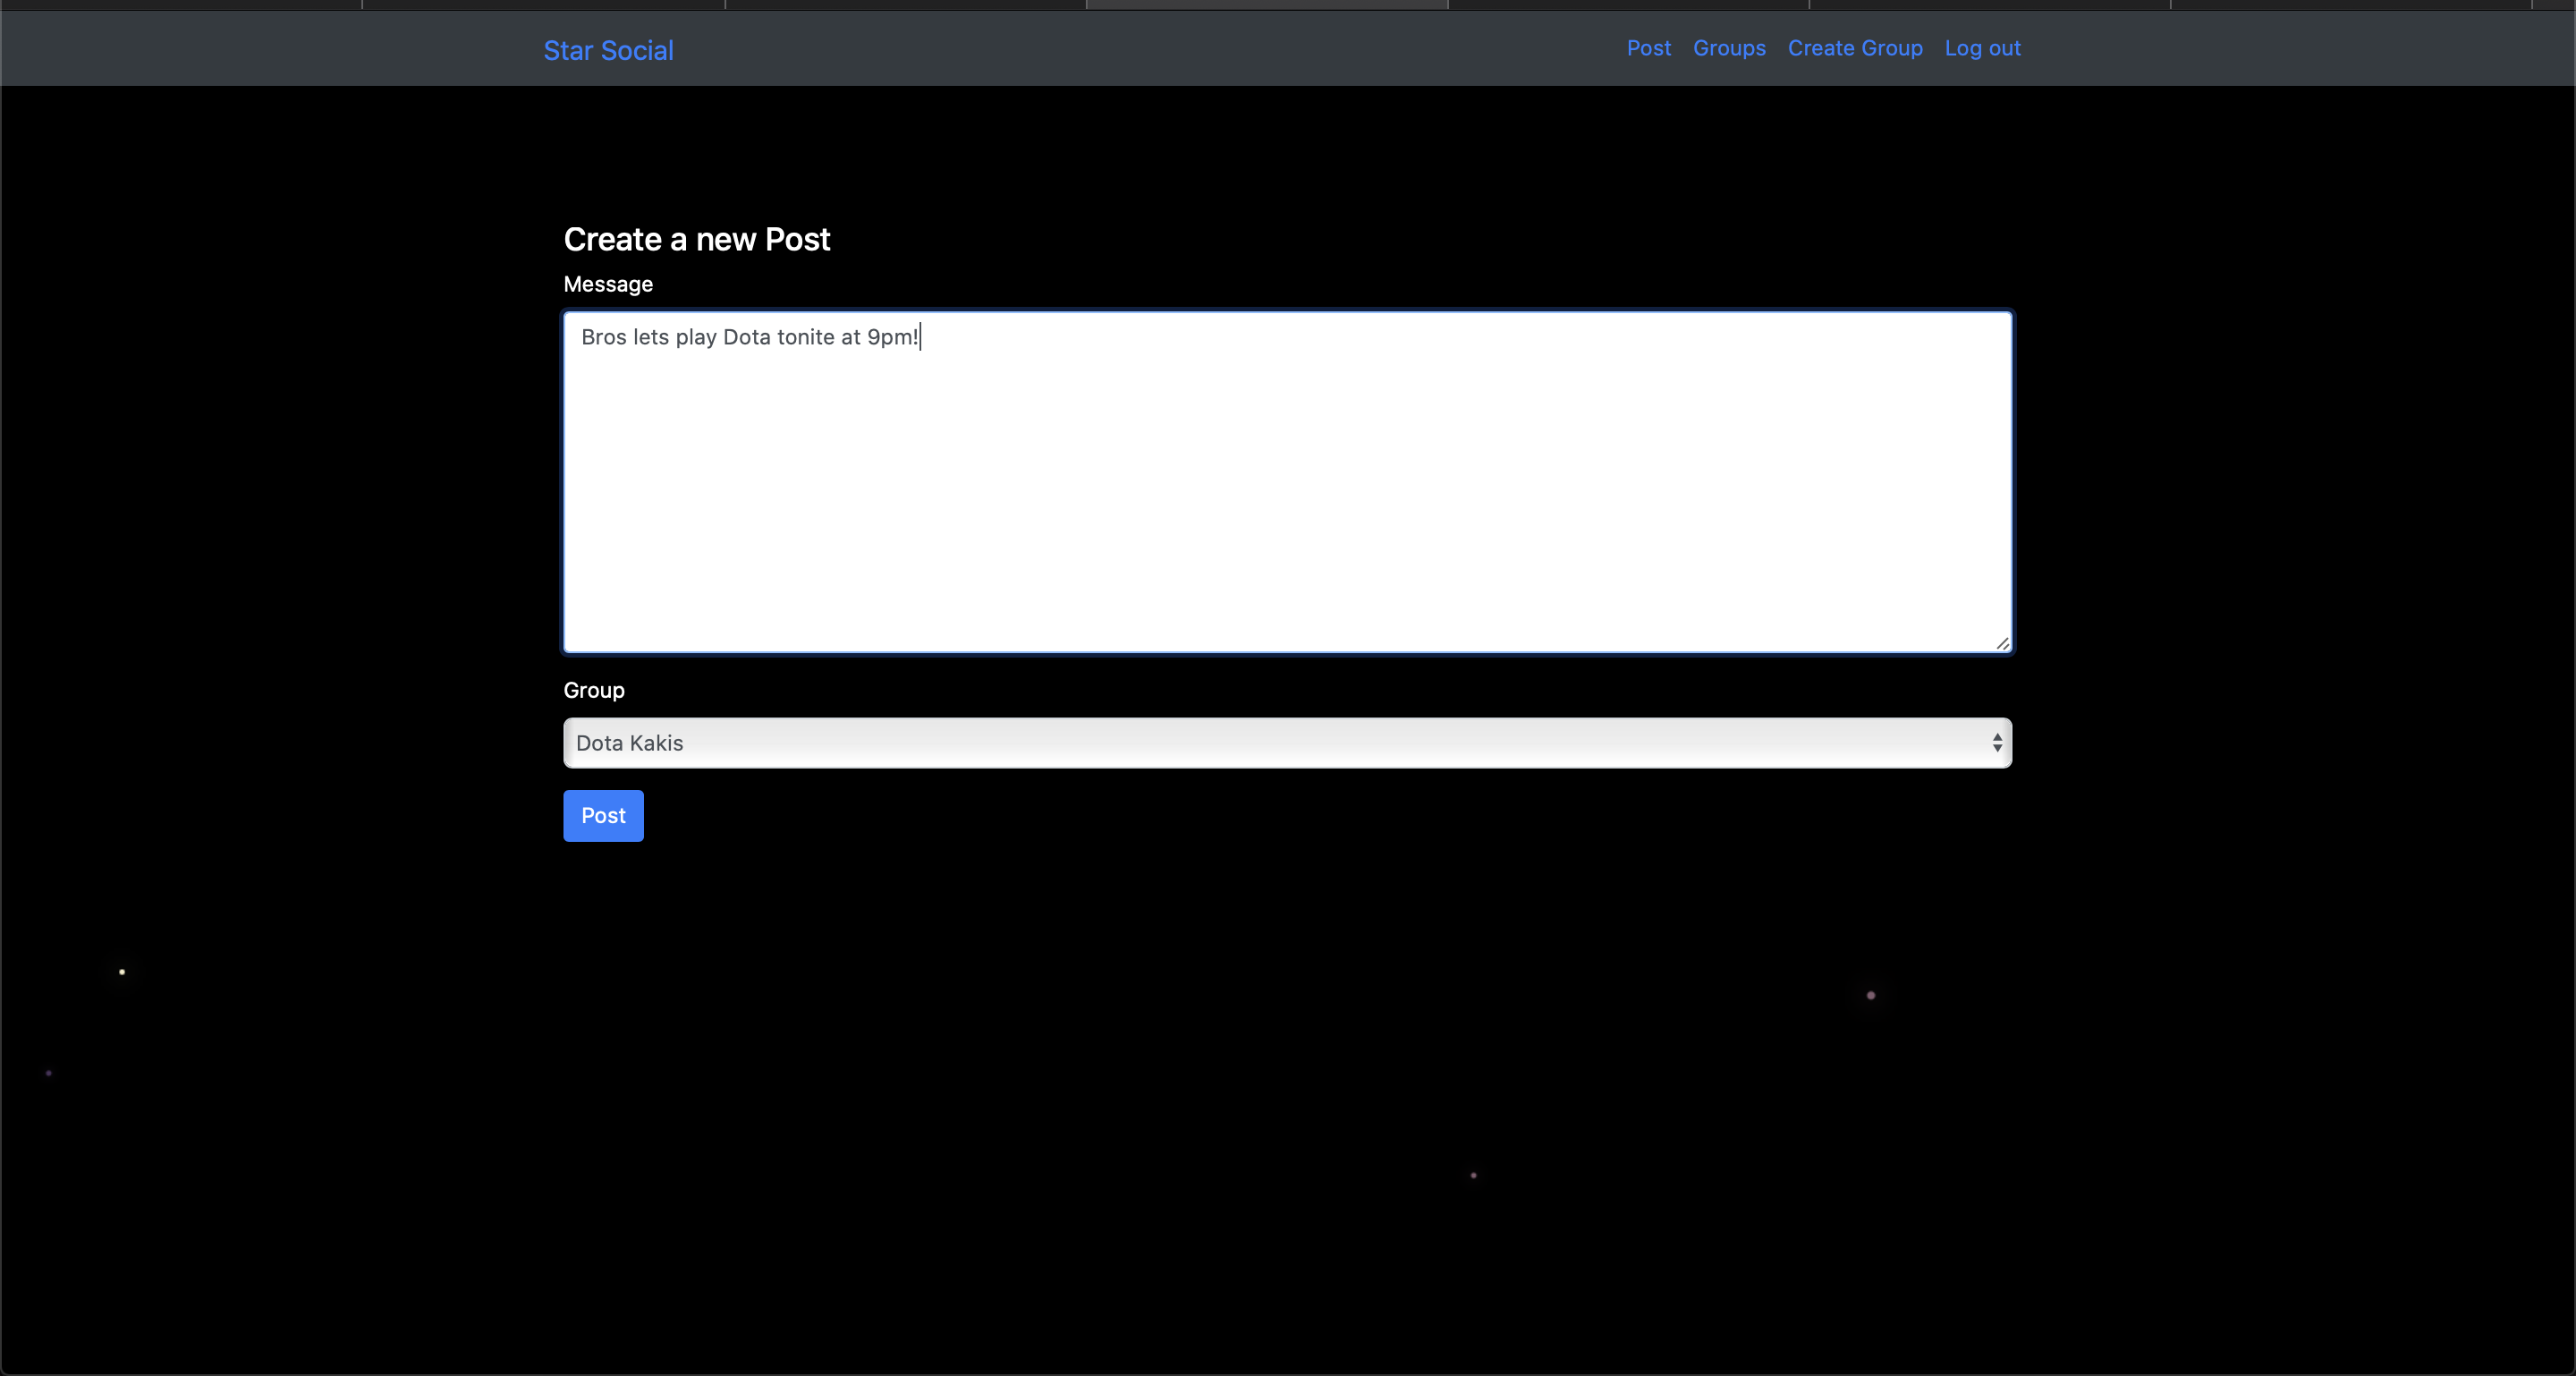 Star Social
Post Groups Create Group Log out
Create a new Post
Message
Bros lets play Dota tonite at 9pm!
Group
Dota Kakis
Post